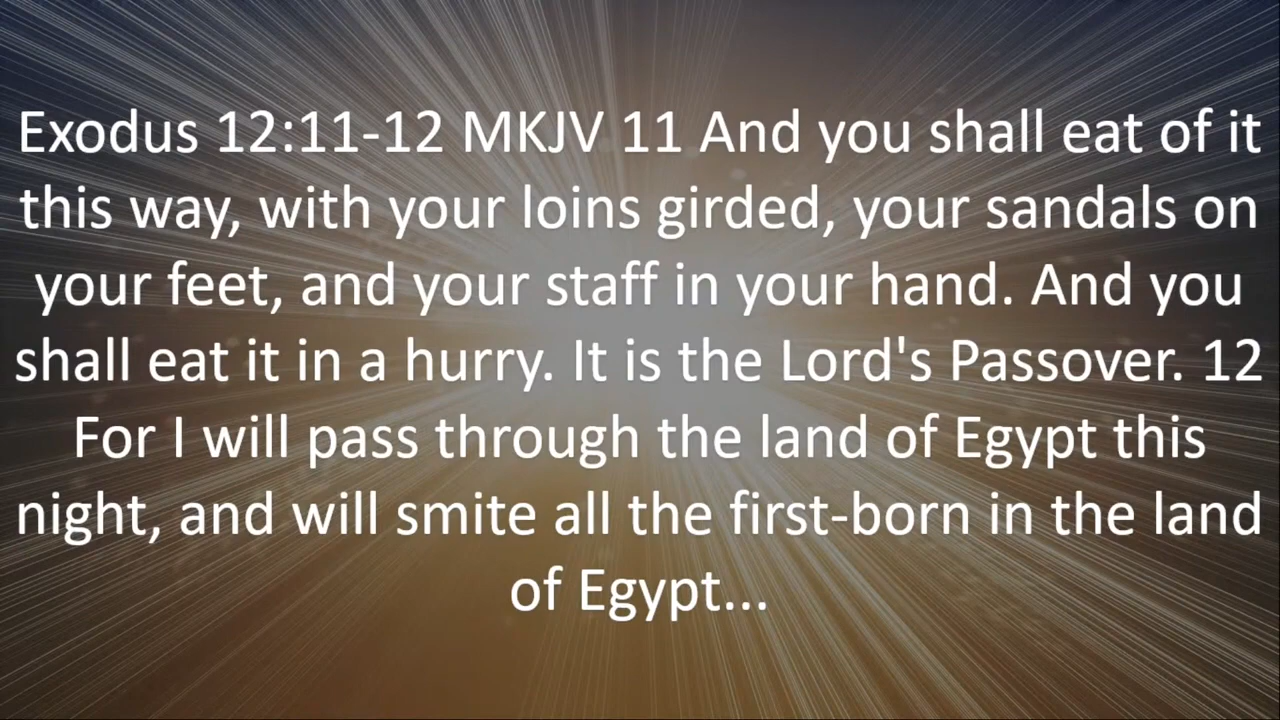 Exodus 12:11-12 MKJV 11 And you shall eat of it
this way, with your loins girded, your sandals on
your feet, and your staff in your hand. And you
shall eat it in a hurry. It is the Lord's Passover. 12
For I will pass through the land of Egypt this
night, and will smite all the first-born in the land
of Egypt...